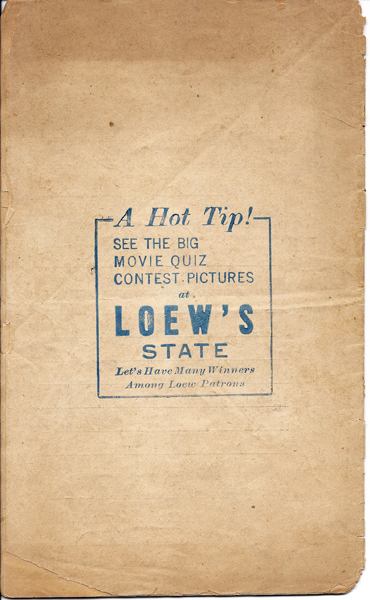 A Hot Tip!
SEE THE BIG
MOVIE QUIZ
CONTEST PICTURES
at
LOEW'S
STATE
Let's Have Many Winners
Among Loew Patrons